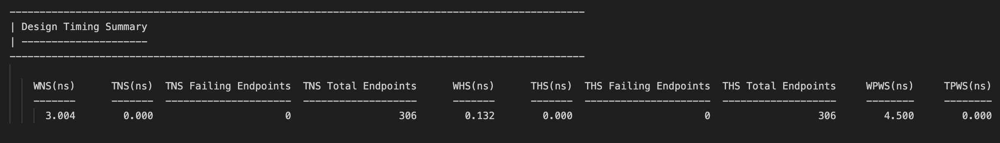 ------------------------------------------------------------------------------------------------
| Design Timing Summary
| ---------------------
------------------------------------------------------------------------------------------------
WNS(ns)      TNS(ns)  TNS Failing Endpoints  TNS Total Endpoints      WHS(ns)      THS(ns)  THS Failing Endpoints  THS Total Endpoints     WPWS(ns)     TPWS(ns)
-------      -------  ---------------------  -------------------      -------      -------  ---------------------  -------------------     --------     --------
3.004        0.000                      0                  306        0.132        0.000                      0                  306        4.500        0.000